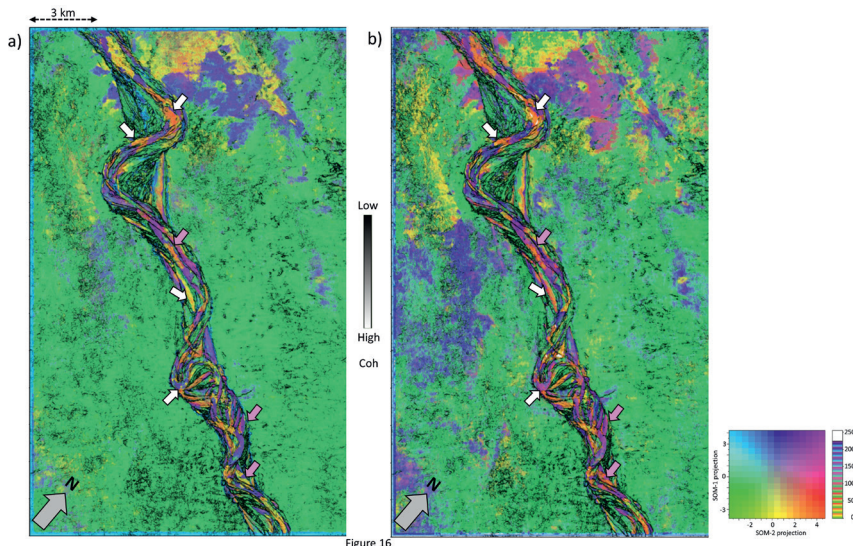 3 km
a)
b)
Low
High
Coh
N
N
SOM-1 projection
3
0
-3
-2
0
2
4
SOM-2 projection
250
200
150
100
50
0
Figure 16